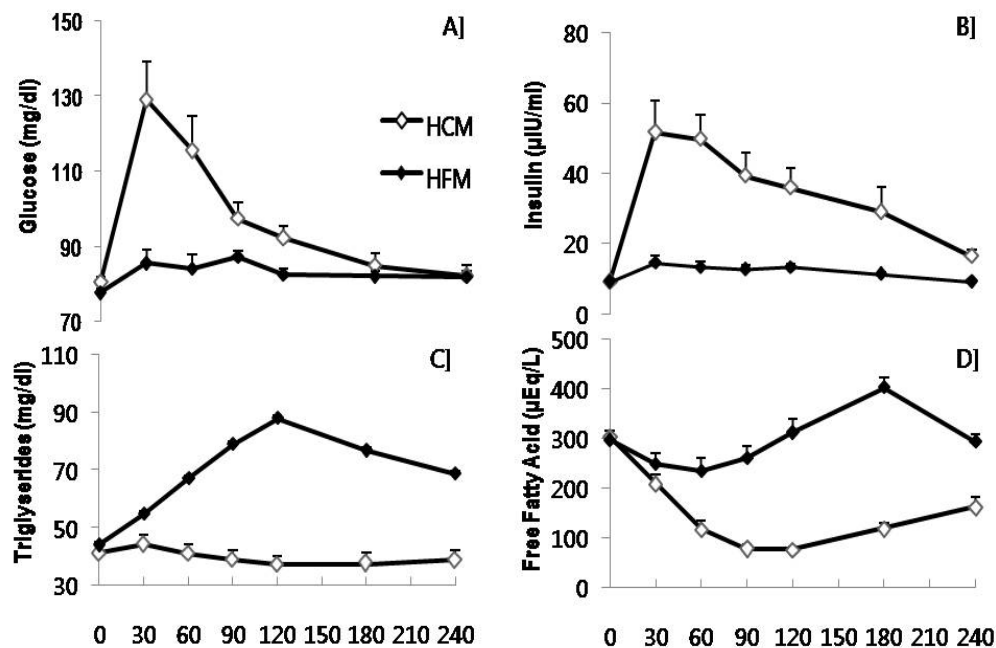 A]
Glucose (mg/dl)
150
130
110
90
70
HCM
HFM
B]
Insulin (μIU/ml)
80
60
40
20
0
C]
Triglyserides (mg/dl)
110
90
70
50
30
0 30 60 90 120 150 180 210 240
D]
Free Fatty Acid (μEq/L)
500
400
300
200
100
0
0 30 60 90 120 150 180 210 240